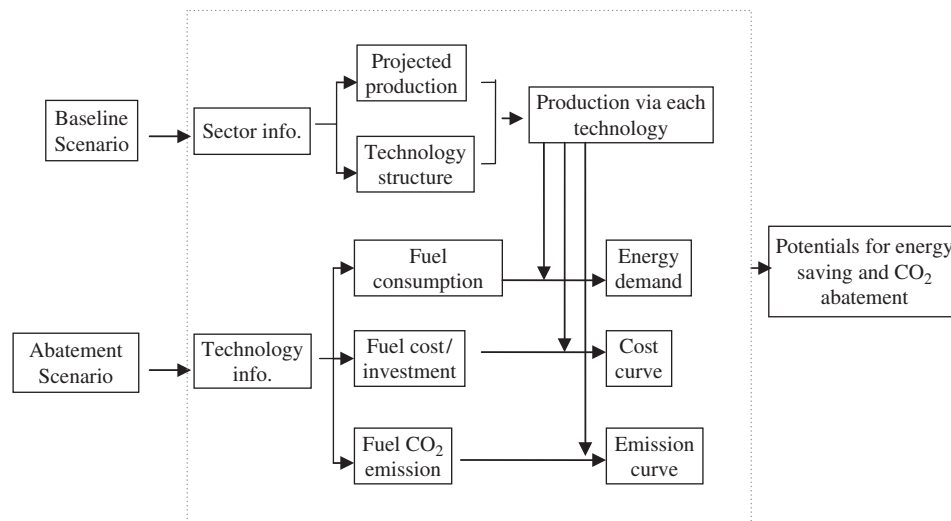 Projected
production
Production via each
technology
Baseline
Scenario
Sector info.
Technology
structure
Fuel
consumption
Energy
demand
Potentials for energy
saving and CO₂
abatement
Abatement
Scenario
Technology
info.
Fuel cost/
investment
Cost
curve
Fuel CO₂
emission
Emission
curve